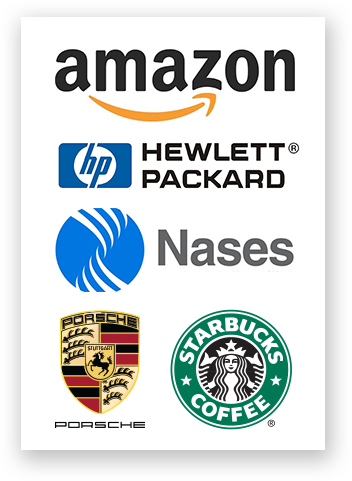 amazon
hp HEWLETT®
PACKARD
Nases
PORSCHE
STUTTGART
PORSCHE
STARBUCKS
COFFEE
®